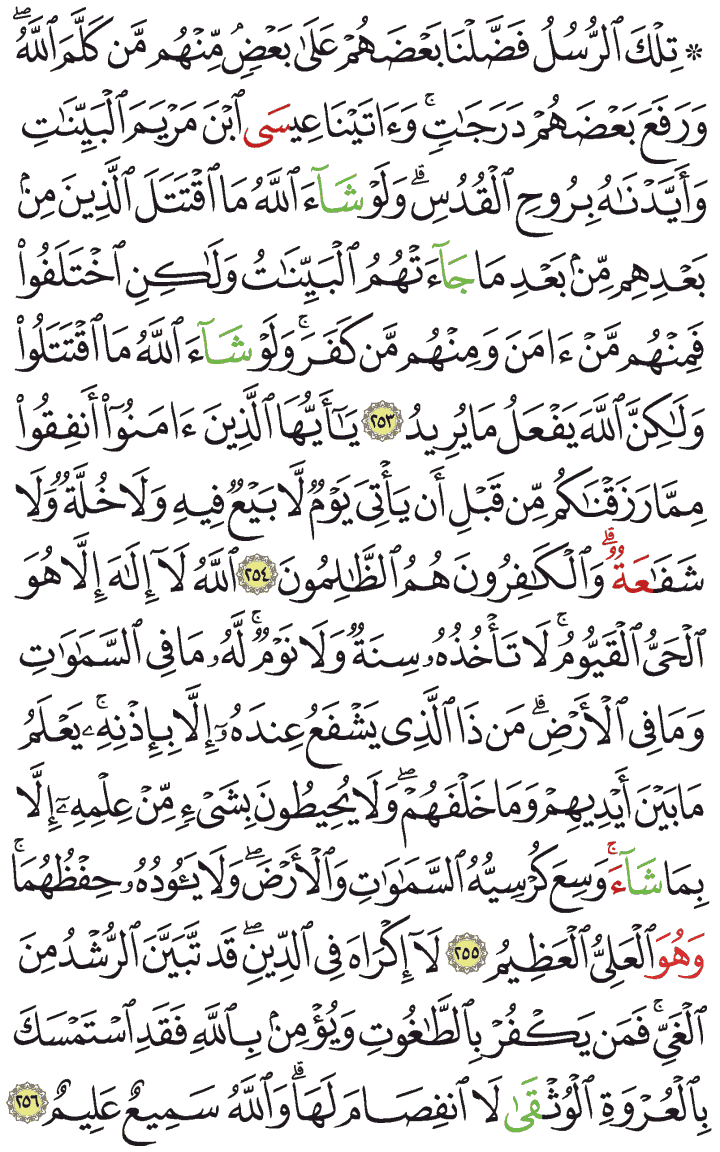 ۞ تِلْكَ ٱلرُّسُلُ فَضَّلْنَا بَعْضَهُمْ عَلَىٰ بَعْضٍۢ مِّنْهُم مَّن كَلَّمَ ٱللَّهُۖ
وَرَفَعَ بَعْضَهُمْ دَرَجَٰتٍۢۚ وَءَاتَيْنَا عِيسَى ٱبْنَ مَرْيَمَ ٱلْبَيِّنَٰتِ
وَأَيَّدْنَٰهُ بِرُوحِ ٱلْقُدُسِۗ وَلَوْ شَآءَ ٱللَّهُ مَا ٱقْتَتَلَ ٱلَّذِينَ مِنۢ
بَعْدِهِم مِّنۢ بَعْدِ مَا جَآءَتْهُمُ ٱلْبَيِّنَٰتُ وَلَٰكِنِ ٱخْتَلَفُوا۟
فَمِنْهُم مَّنْ ءَامَنَ وَمِنْهُم مَّن كَفَرَۚ وَلَوْ شَآءَ ٱللَّهُ مَا ٱقْتَتَلُوا۟
وَلَٰكِنَّ ٱللَّهَ يَفْعَلُ مَا يُرِيدُ ٢٥٣ يَٰٓأَيُّهَا ٱلَّذِينَ ءَامَنُوٓا۟ أَنفِقُوا۟
مِمَّا رَزَقْنَٰكُم مِّن قَبْلِ أَن يَأْتِىَ يَوْمٌۭ لَّا بَيْعٌۭ فِيهِ وَلَا خُلَّةٌۭ وَلَا
شَفَٰعَةٌۭۗ وَٱلْكَٰفِرُونَ هُمُ ٱلظَّٰلِمُونَ ٢٥٤ ٱللَّهُ لَآ إِلَٰهَ إِلَّا هُوَ
ٱلْحَىُّ ٱلْقَيُّومُۚ لَا تَأْخُذُهُۥ سِنَةٌۭ وَلَا نَوْمٌۭۚ لَّهُۥ مَا فِى ٱلسَّمَٰوَٰتِ
وَمَا فِى ٱلْأَرْضِۗ مَن ذَا ٱلَّذِى يَشْفَعُ عِندَهُۥٓ إِلَّا بِإِذْنِهِۦۚ يَعْلَمُ
مَا بَيْنَ أَيْدِيهِمْ وَمَا خَلْفَهُمْۖ وَلَا يُحِيطُونَ بِشَىْءٍۢ مِّنْ عِلْمِهِۦٓ إِلَّا
بِمَا شَآءَۚ وَسِعَ كُرْسِيُّهُ ٱلسَّمَٰوَٰتِ وَٱلْأَرْضَۖ وَلَا يَـُٔودُهُۥ حِفْظُهُمَاۚ
وَهُوَ ٱلْعَلِىُّ ٱلْعَظِيمُ ٢٥٥ لَآ إِكْرَاهَ فِى ٱلدِّينِۖ قَد تَّبَيَّنَ ٱلرُّشْدُ مِنَ
ٱلْغَىِّۚ فَمَن يَكْفُرْ بِٱلطَّٰغُوتِ وَيُؤْمِنۢ بِٱللَّهِ فَقَدِ ٱسْتَمْسَكَ
بِٱلْعُرْوَةِ ٱلْوُثْقَىٰ لَا ٱنفِصَامَ لَهَاۗ وَٱللَّهُ سَمِيعٌ عَلِيمٌ ٢٥٦